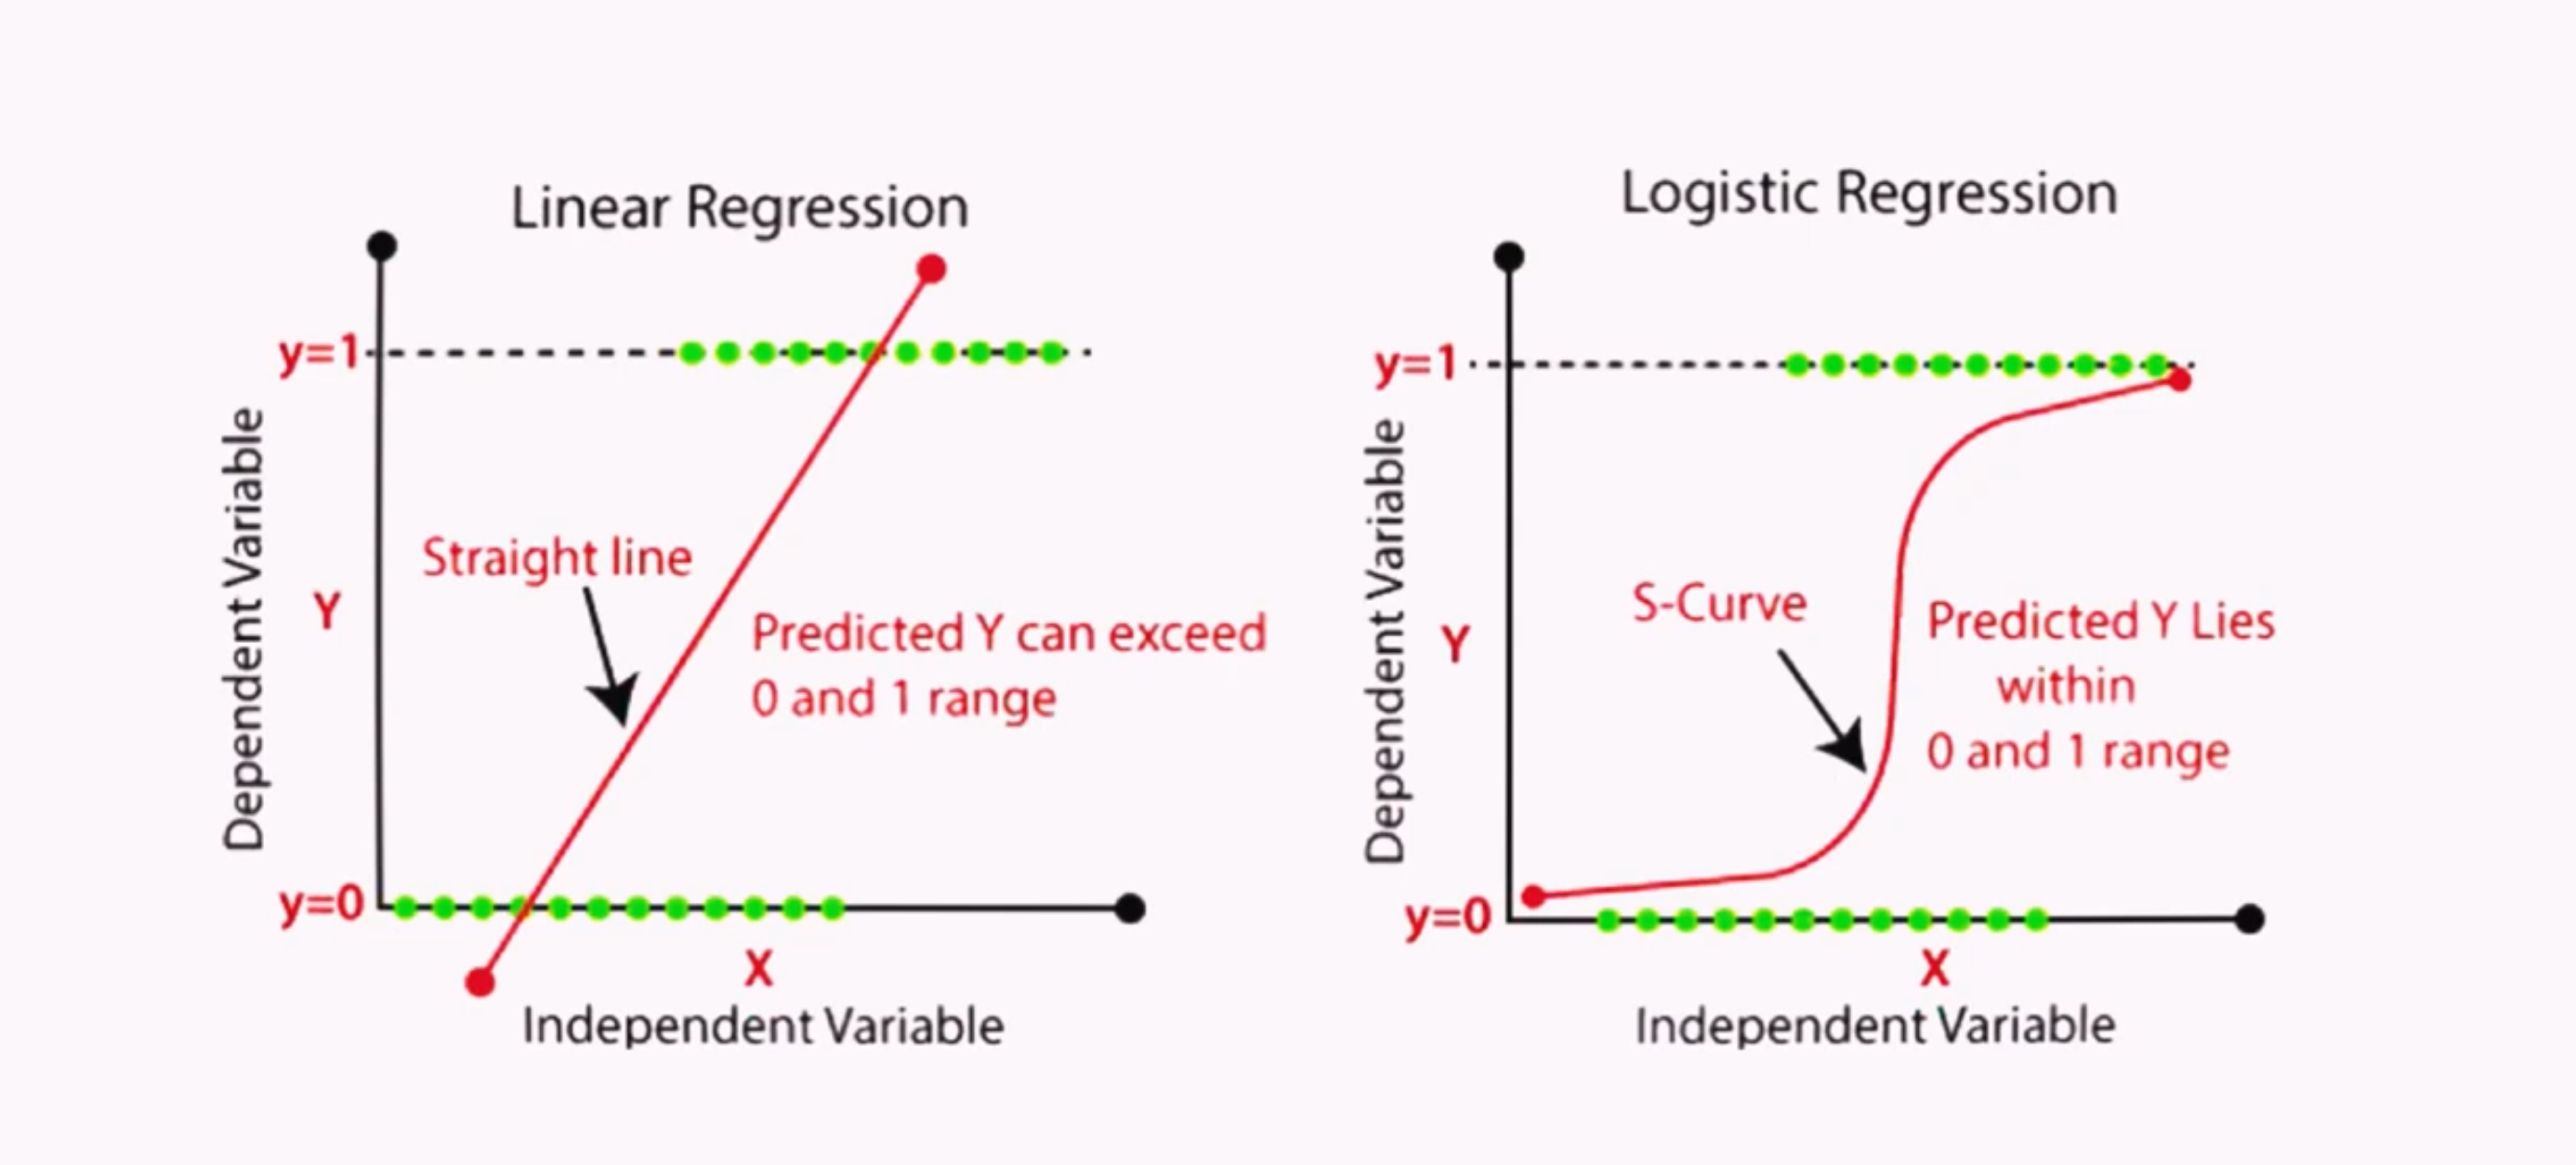 Linear Regression
y=1
Dependent Variable
Y
Straight line
Predicted Y can exceed
0 and 1 range
y=0
X
Independent Variable
Logistic Regression
y=1
Dependent Variable
Y
S-Curve
Predicted Y Lies
within
0 and 1 range
y=0
X
Independent Variable